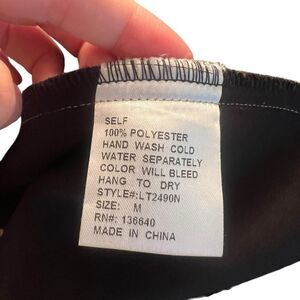 SELF
100% POLYESTER
HAND WASH COLD
WATER SEPARATELY
COLOR WILL BLEED
HANG TO DRY
STYLE#:LT2490N
SIZE: M
RN#: 136640
MADE IN CHINA